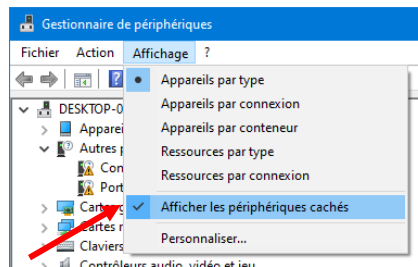 Gestionnaire de périphériques
Fichier Action Affichage ?
Appareils par type
DESKTOP-0
Appareils par connexion
Apparei
Appareils par conteneur
Autres p
Ressources par type
Con
Ressources par connexion
Port
Cartes g
Afficher les périphériques cachés
Cartes r
Claviers
Personnaliser...
Contrôleurs audio, vidéo et jeu